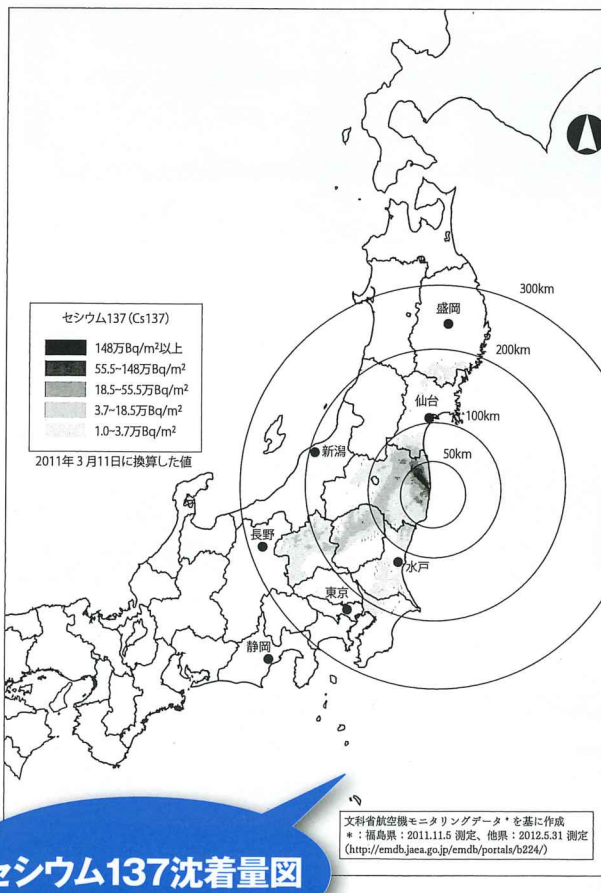 300km
盛岡
200km
仙台
100km
50km
新潟
長野
水戸
東京
静岡
セシウム137(Cs137)
148万Bq/m²以上
55.5~148万Bq/m²
18.5~55.5万Bq/m²
3.7~18.5万Bq/m²
1.0~3.7万Bq/m²
2011年3月11日に換算した値
文科省航空機モニタリングデータ*を基に作成
*:福島県:2011.11.5 測定、他県:2012.5.31 測定
(http://emdb.jaea.go.jp/emdb/portals/b224/)
セシウム137沈着量図